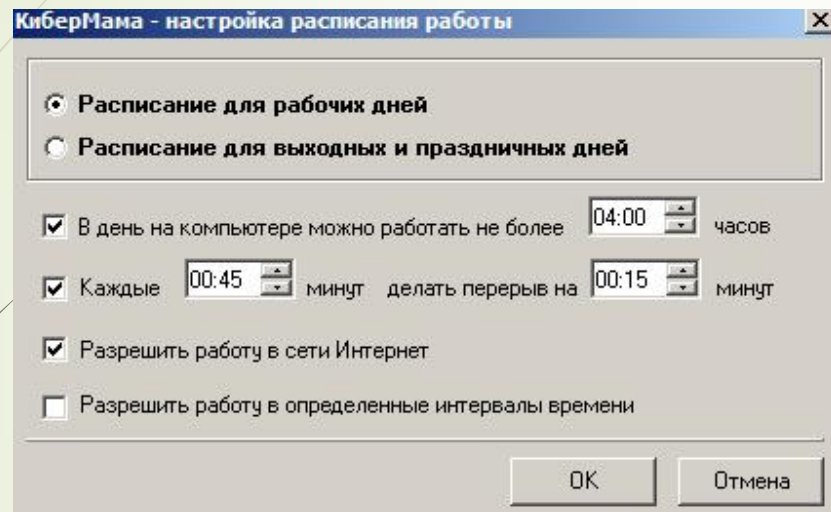 КиберМама - настройка расписания работы
Расписание для рабочих дней
Расписание для выходных и праздничных дней
В день на компьютере можно работать не более 04:00 часов
Каждые 00:45 минут делать перерыв на 00:15 минут
Разрешить работу в сети Интернет
Разрешить работу в определенные интервалы времени
OK Отмена